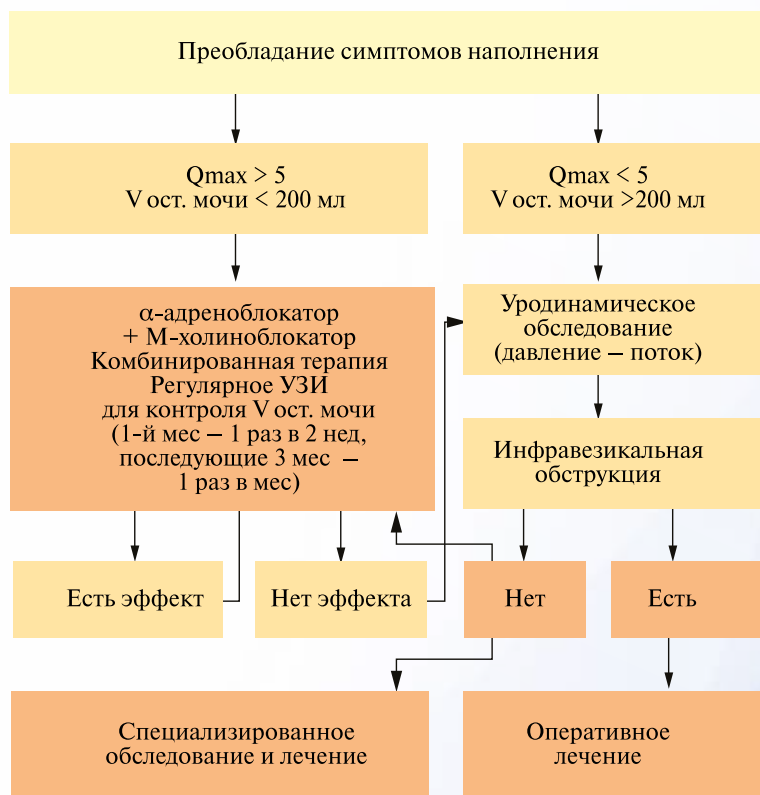 Преобладание симптомов наполнения
Qmax > 5
V ост. мочи < 200 мл
Qmax < 5
V ост. мочи >200 мл
α-адреноблокатор
+ М-холиноблокатор
Комбинированная терапия
Регулярное УЗИ
для контроля V ост. мочи
(1-й мес – 1 раз в 2 нед,
последующие 3 мес –
1 раз в мес)
Уродинамическое
обследование
(давление – поток)
Инфравезикальная
обструкция
Есть эффект
Нет эффекта
Нет
Есть
Специализированное
обследование и лечение
Оперативное
лечение